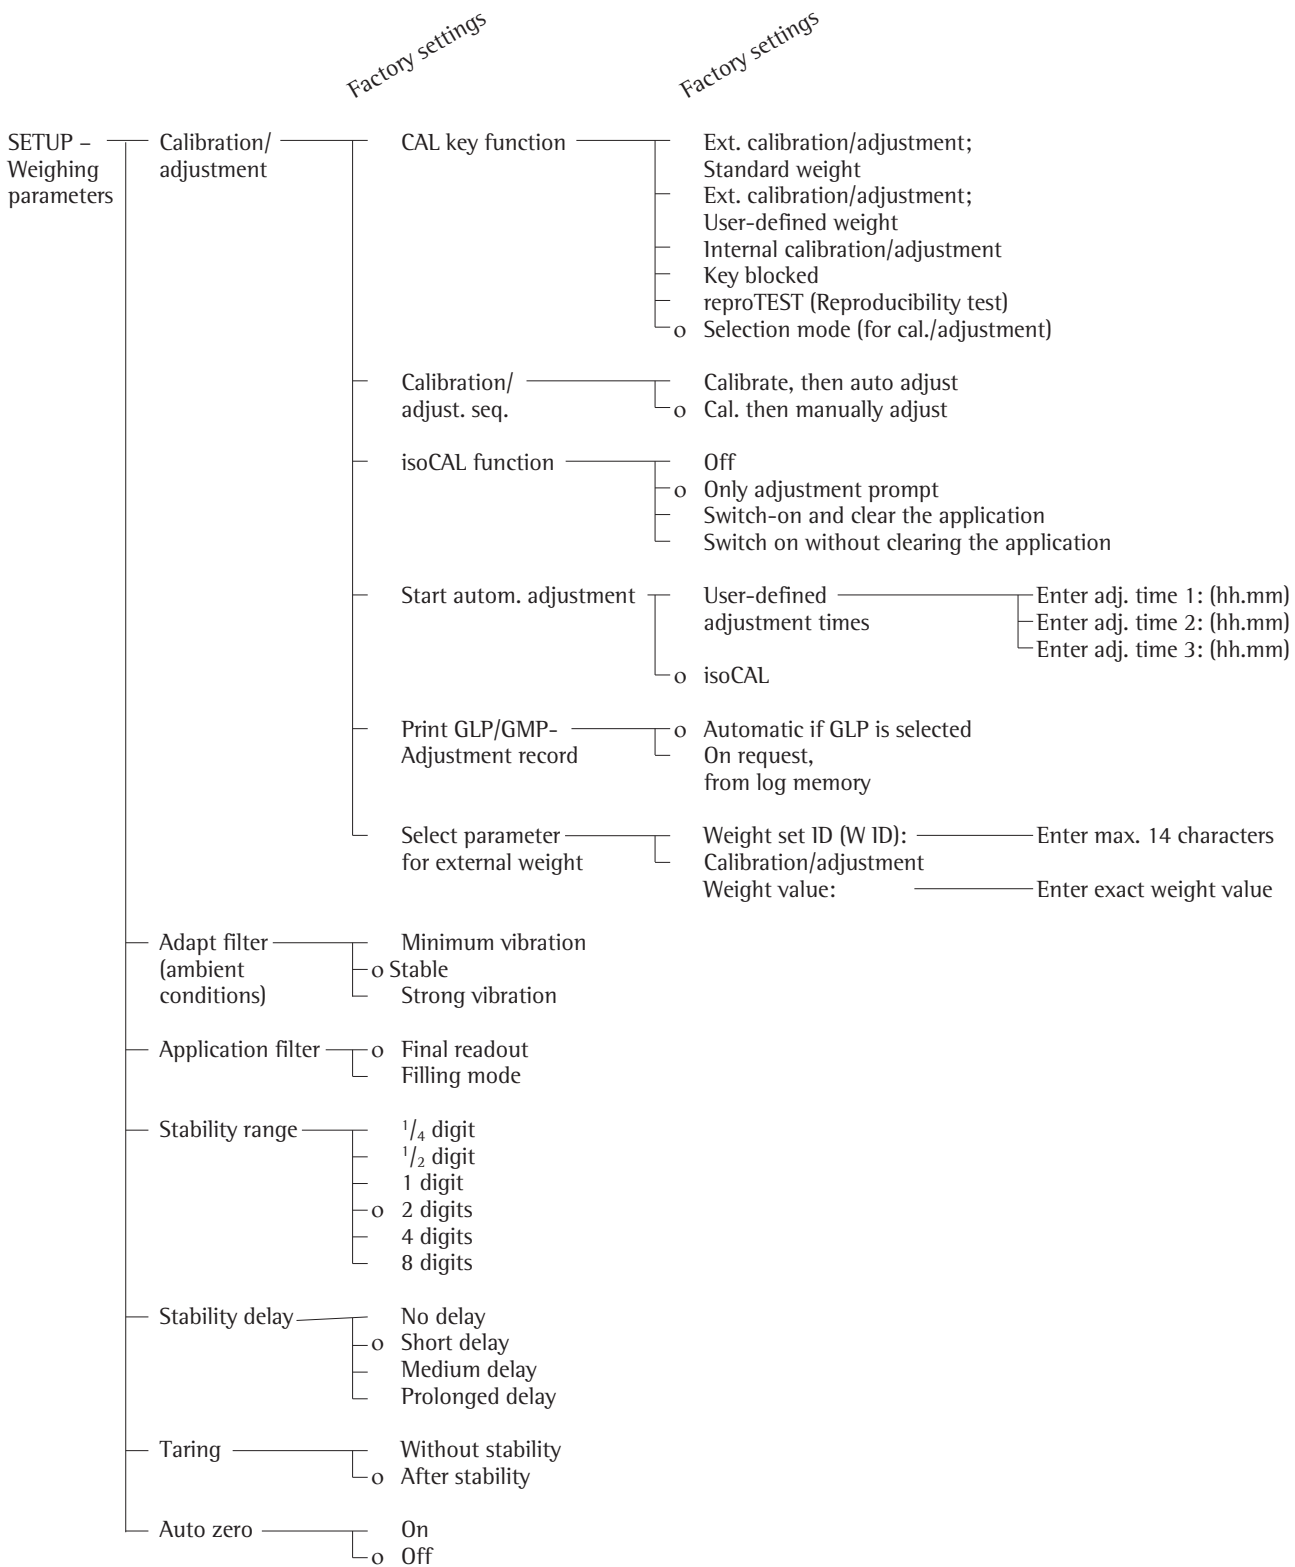 Factory settings
Factory settings
SETUP – Calibration/ CAL key function Ext. calibration/adjustment;
Weighing adjustment Standard weight
parameters Ext. calibration/adjustment;
User-defined weight
Internal calibration/adjustment
Key blocked
reproTEST (Reproducibility test)
o Selection mode (for cal./adjustment)
Calibration/ Calibrate, then auto adjust
adjust. seq. o Cal. then manually adjust
isoCAL function Off
o Only adjustment prompt
Switch-on and clear the application
Switch on without clearing the application
Start autom. adjustment User-defined Enter adj. time 1: (hh.mm)
adjustment times Enter adj. time 2: (hh.mm)
Enter adj. time 3: (hh.mm)
o isoCAL
Print GLP/GMP- o Automatic if GLP is selected
Adjustment record On request,
from log memory
Select parameter Weight set ID (W ID): Enter max. 14 characters
for external weight Calibration/adjustment
Weight value: Enter exact weight value
Adapt filter Minimum vibration
(ambient o Stable
conditions) Strong vibration
Application filter o Final readout
Filling mode
Stability range 1/4 digit
1/2 digit
1 digit
o 2 digits
4 digits
8 digits
Stability delay No delay
o Short delay
Medium delay
Prolonged delay
Taring Without stability
o After stability
Auto zero On
o Off